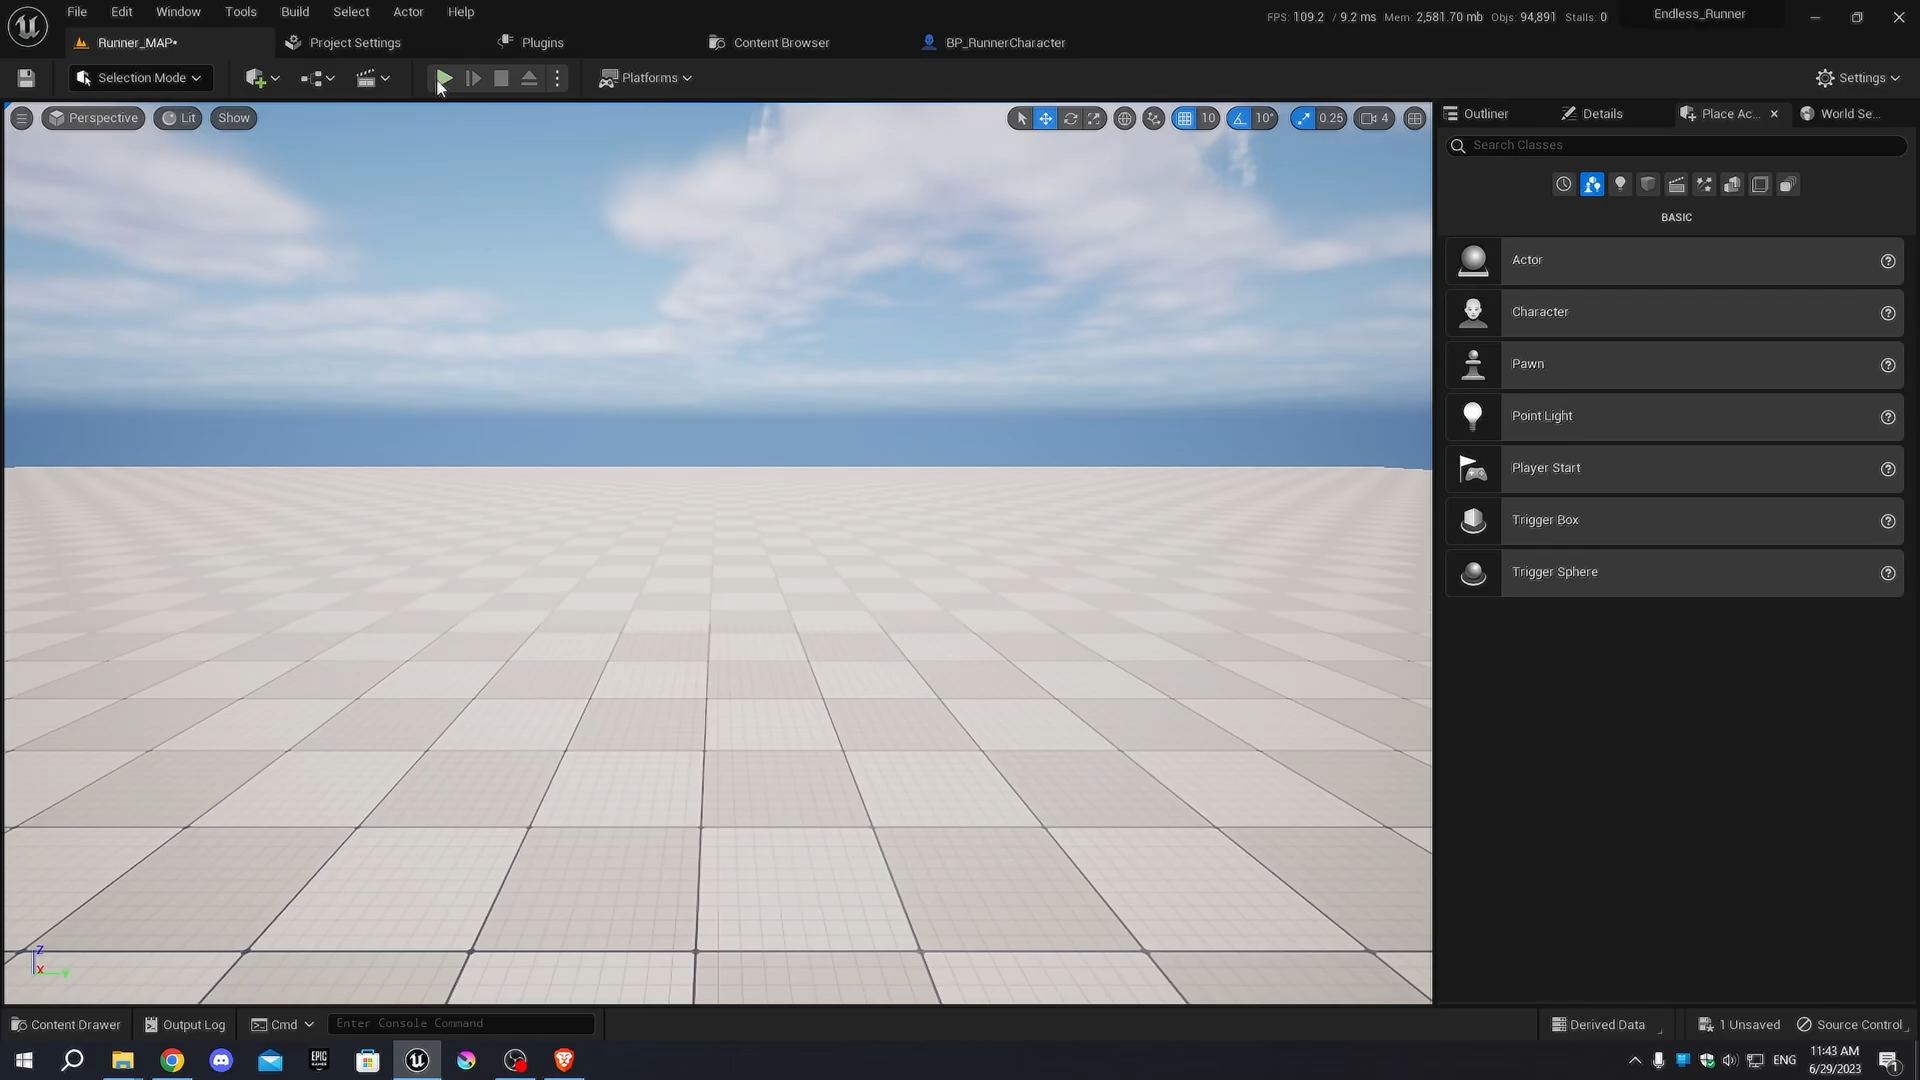 File Edit Window Tools Build Select Actor Help
FPS: 109.2 / 9.2 ms Mem: 2,581.70 mb Objs: 94,891 Stalls: 0
Endless_Runner
Runner_MAP•
Project Settings
Plugins
Content Browser
BP_RunnerCharacter
Selection Mode
Platforms
Settings
Perspective
Lit
Show
10
10°
0.25
4
Outliner
Details
Place Ac...
World Se...
Search Classes
BASIC
Actor
Character
Pawn
Point Light
Player Start
Trigger Box
Trigger Sphere
Z
X
Y
Content Drawer
Output Log
Cmd
Enter Console Command
Derived Data
1 Unsaved
Source Control
EPIC
GAMES
ENG
11:43 AM
6/29/2023
1